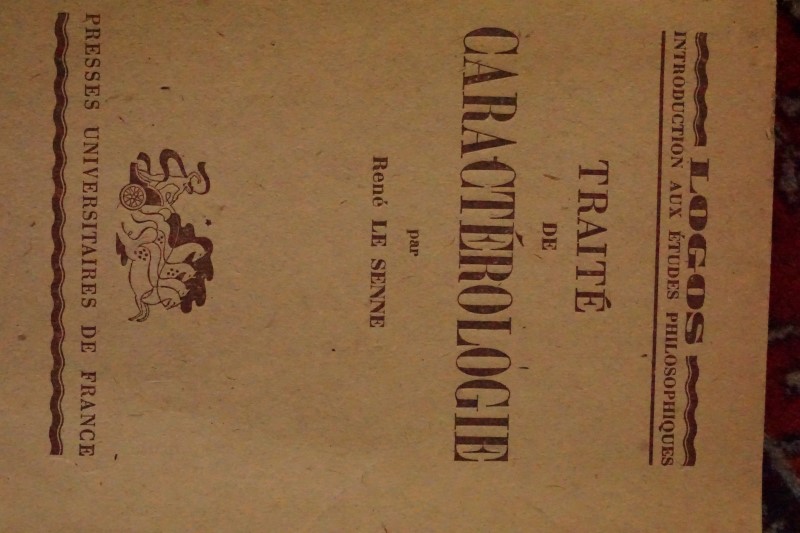 LOGOS
INTRODUCTION AUX ÉTUDES PHILOSOPHIQUES
TRAITÉ
DE
CARACTÉROLOGIE
par
René LE SENNE
PRESSES UNIVERSITAIRES DE FRANCE